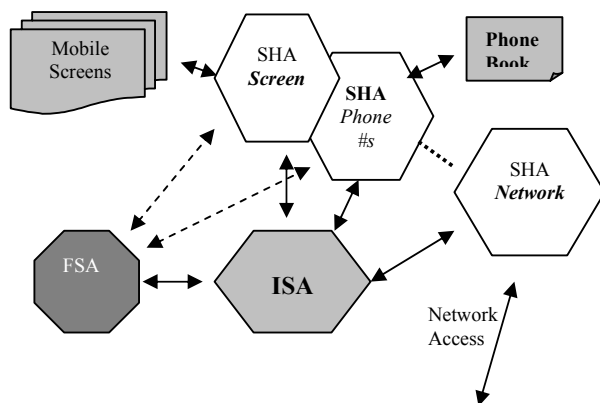 Mobile
Screens
SHA
Screen
SHA
Phone
#s
Phone
Book
SHA
Network
FSA
ISA
Network
Access